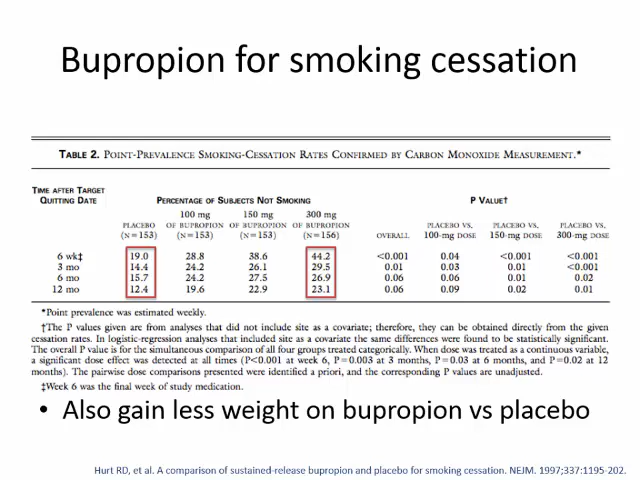 Bupropion for smoking cessation
TABLE 2. POINT-PREVALENCE SMOKING-CESSATION RATES CONFIRMED BY CARBON MONOXIDE MEASUREMENT.*
TIME AFTER TARGET QUITTING DATE PERCENTAGE OF SUBJECTS NOT SMOKING P VALUE†
PLACEBO (N=153) 100 mg OF BUPROPION (N=153) 150 mg OF BUPROPION (N=153) 300 mg OF BUPROPION (N=156) OVERALL PLACEBO VS. 100-mg DOSE PLACEBO VS. 150-mg DOSE PLACEBO VS. 300-mg DOSE
6 wk‡ 19.0 28.8 38.6 44.2 <0.001 0.04 <0.001 <0.001
3 mo 14.4 24.2 26.1 29.5 0.01 0.03 0.01 <0.001
6 mo 15.7 24.2 27.5 26.9 0.06 0.06 0.01 0.02
12 mo 12.4 19.6 22.9 23.1 0.06 0.09 0.02 0.01
*Point prevalence was estimated weekly.
†The P values given are from analyses that did not include site as a covariate; therefore, they can be obtained directly from the given
cessation rates. In logistic-regression analyses that included site as a covariate the same differences were found to be statistically significant.
The overall P value is for the simultaneous comparison of all four groups treated categorically. When dose was treated as a continuous variable,
a significant dose effect was detected at all times (P<0.001 at week 6, P=0.003 at 3 months, P=0.03 at 6 months, and P=0.02 at 12
months). The pairwise dose comparisons presented were identified a priori, and the corresponding P values are unadjusted.
‡Week 6 was the final week of study medication.
• Also gain less weight on bupropion vs placebo
Hurt RD, et al. A comparison of sustained-release bupropion and placebo for smoking cessation. NEJM. 1997;337:1195-202.